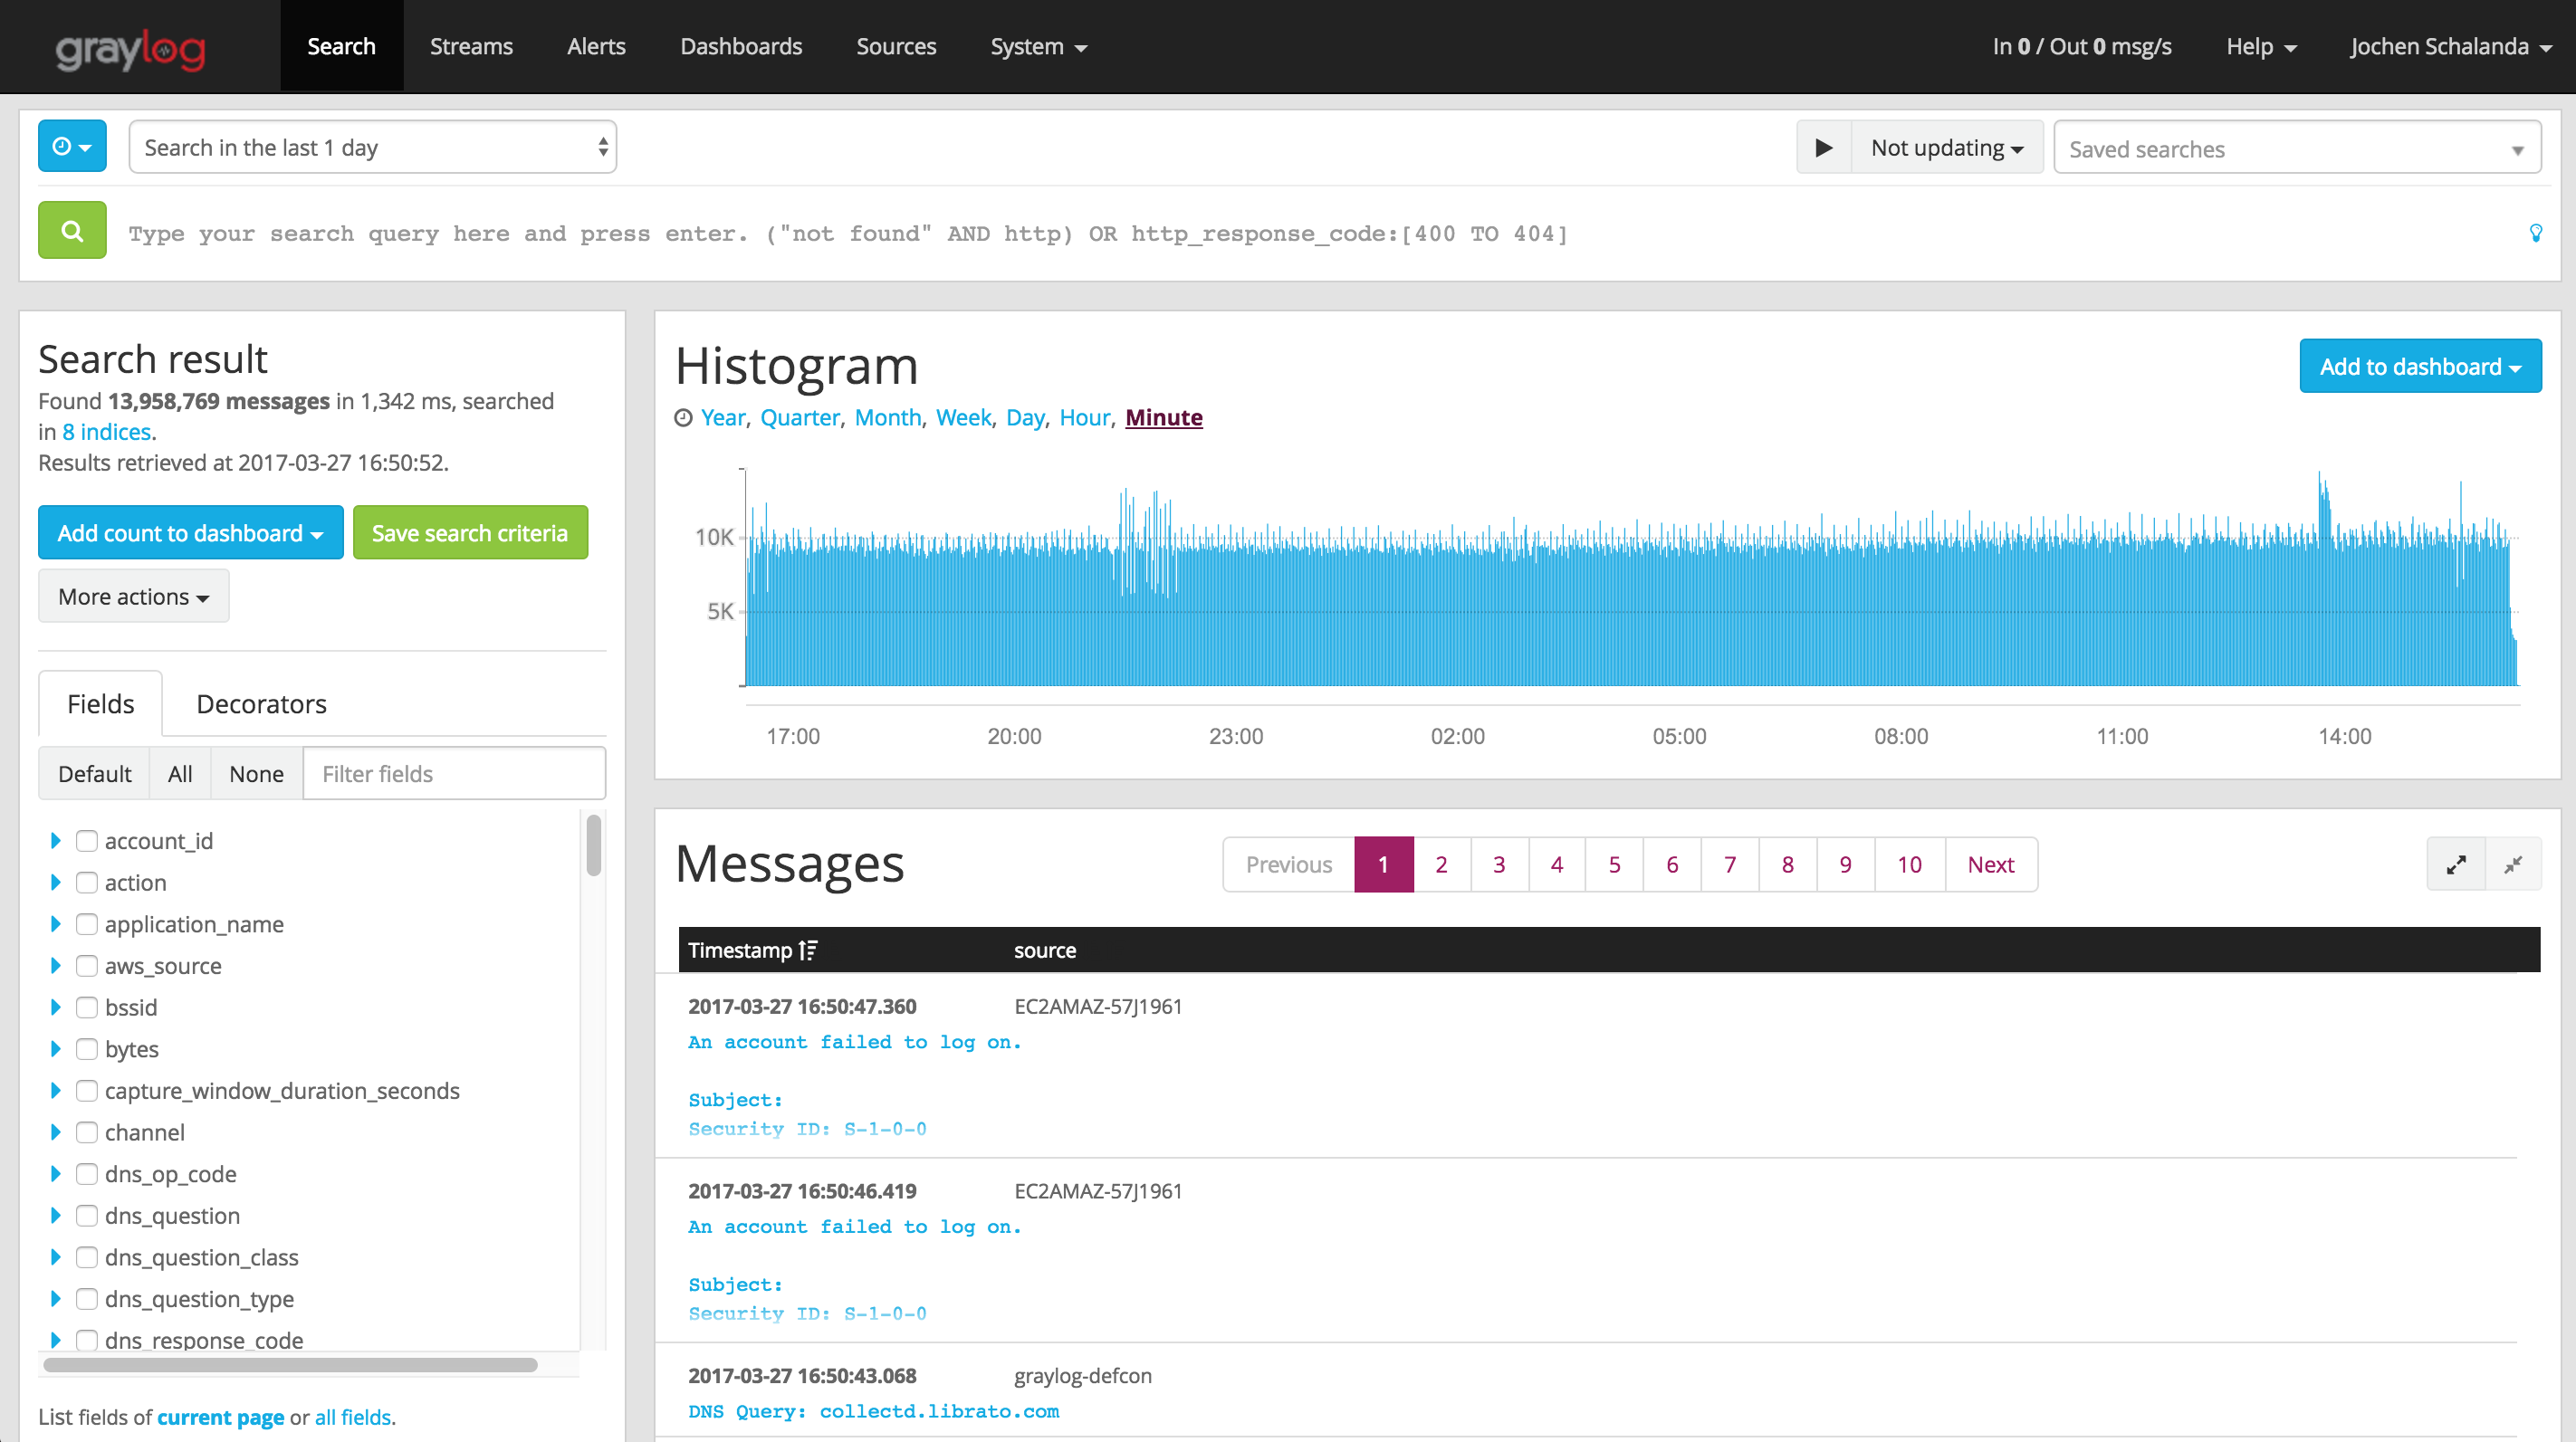 graylog Search Streams Alerts Dashboards Sources System In 0 / Out 0 msg/s Help Jochen Schalanda
Search in the last 1 day Not updating Saved searches
Type your search query here and press enter. ("not found" AND http) OR http_response_code:[400 TO 404]
Search result
Found 13,958,769 messages in 1,342 ms, searched
in 8 indices.
Results retrieved at 2017-03-27 16:50:52.
Add count to dashboard Save search criteria
More actions
Fields Decorators
Default All None Filter fields
account_id
action
application_name
aws_source
bssid
bytes
capture_window_duration_seconds
channel
dns_op_code
dns_question
dns_question_class
dns_question_type
dns_response_code
List fields of current page or all fields.
Histogram
Add to dashboard
Year, Quarter, Month, Week, Day, Hour, Minute
10K
5K
17:00 20:00 23:00 02:00 05:00 08:00 11:00 14:00
Messages
Previous 1 2 3 4 5 6 7 8 9 10 Next
Timestamp source
2017-03-27 16:50:47.360 EC2AMAZ-57J1961
An account failed to log on.
Subject:
Security ID: S-1-0-0
2017-03-27 16:50:46.419 EC2AMAZ-57J1961
An account failed to log on.
Subject:
Security ID: S-1-0-0
2017-03-27 16:50:43.068 graylog-defcon
DNS Query: collectd.librato.com